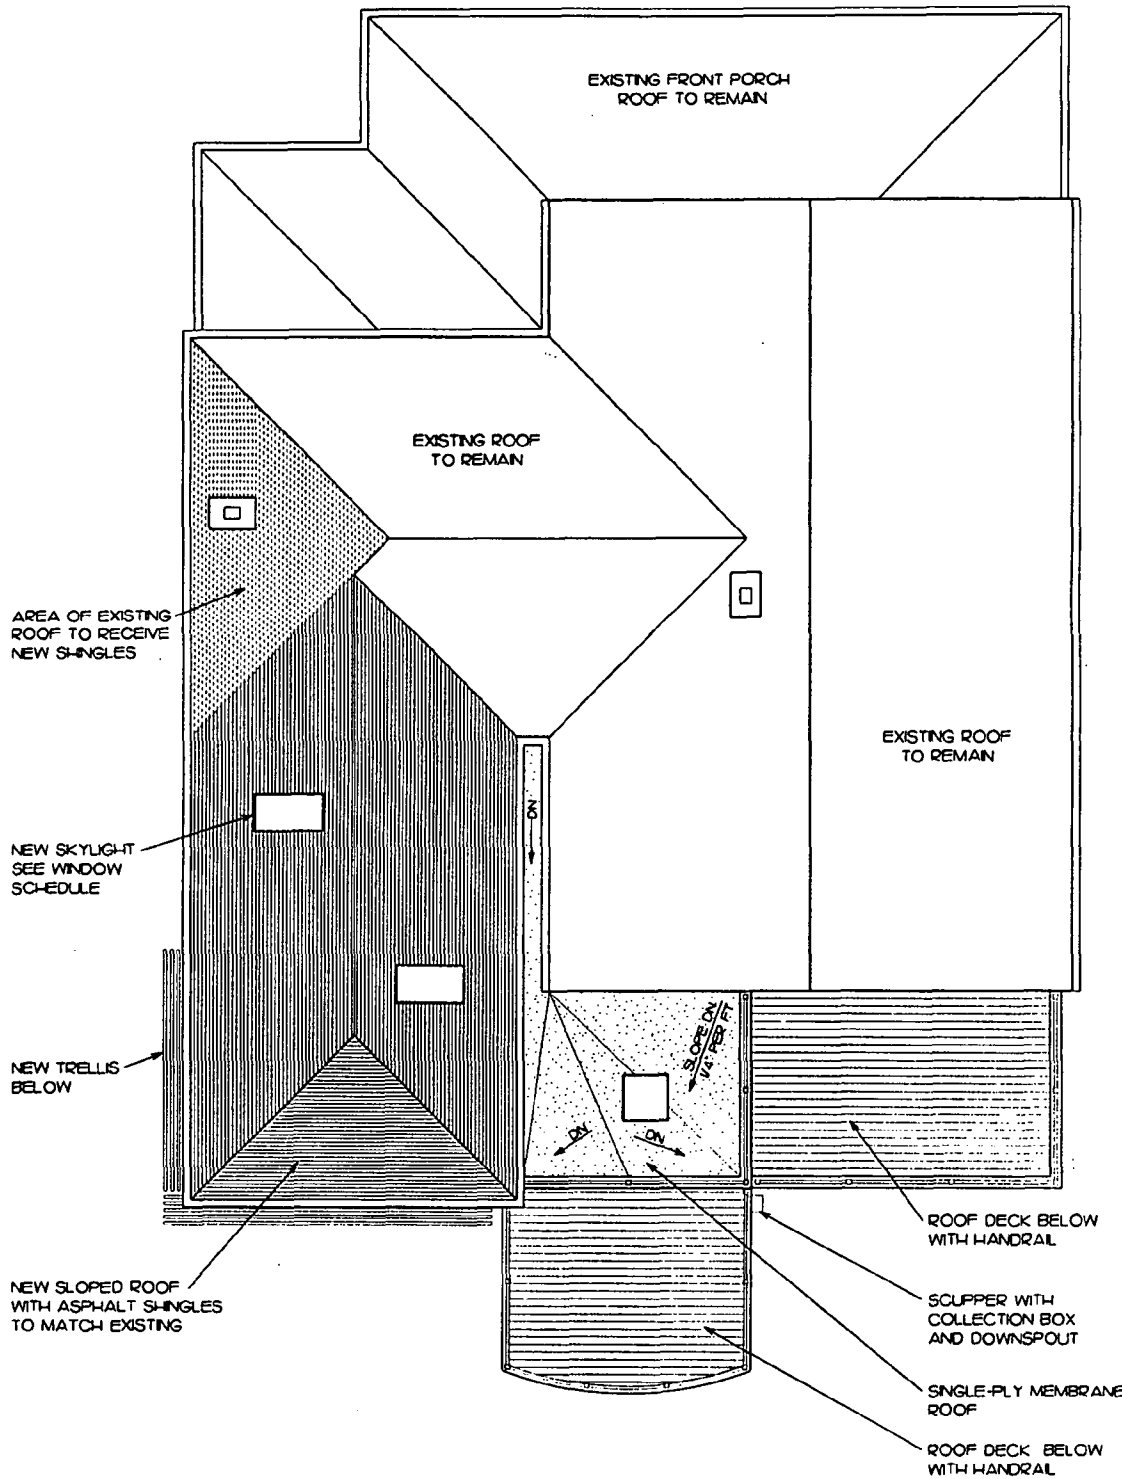 EXISTING FRONT PORCH
ROOF TO REMAIN
EXISTING ROOF
TO REMAIN
AREA OF EXISTING
ROOF TO RECEIVE
NEW SHINGLES
EXISTING ROOF
TO REMAIN
DN
NEW SKYLIGHT
SEE WINDOW
SCHEDULE
SLOPE DN
1/4" PER FT
NEW TRELLIS
BELOW
DN
DN
ROOF DECK BELOW
WITH HANDRAIL
NEW SLOPED ROOF
WITH ASPHALT SHINGLES
TO MATCH EXISTING
SCUPPER WITH
COLLECTION BOX
AND DOWNSPOUT
SINGLE-PLY MEMBRANE
ROOF
ROOF DECK BELOW
WITH HANDRAIL